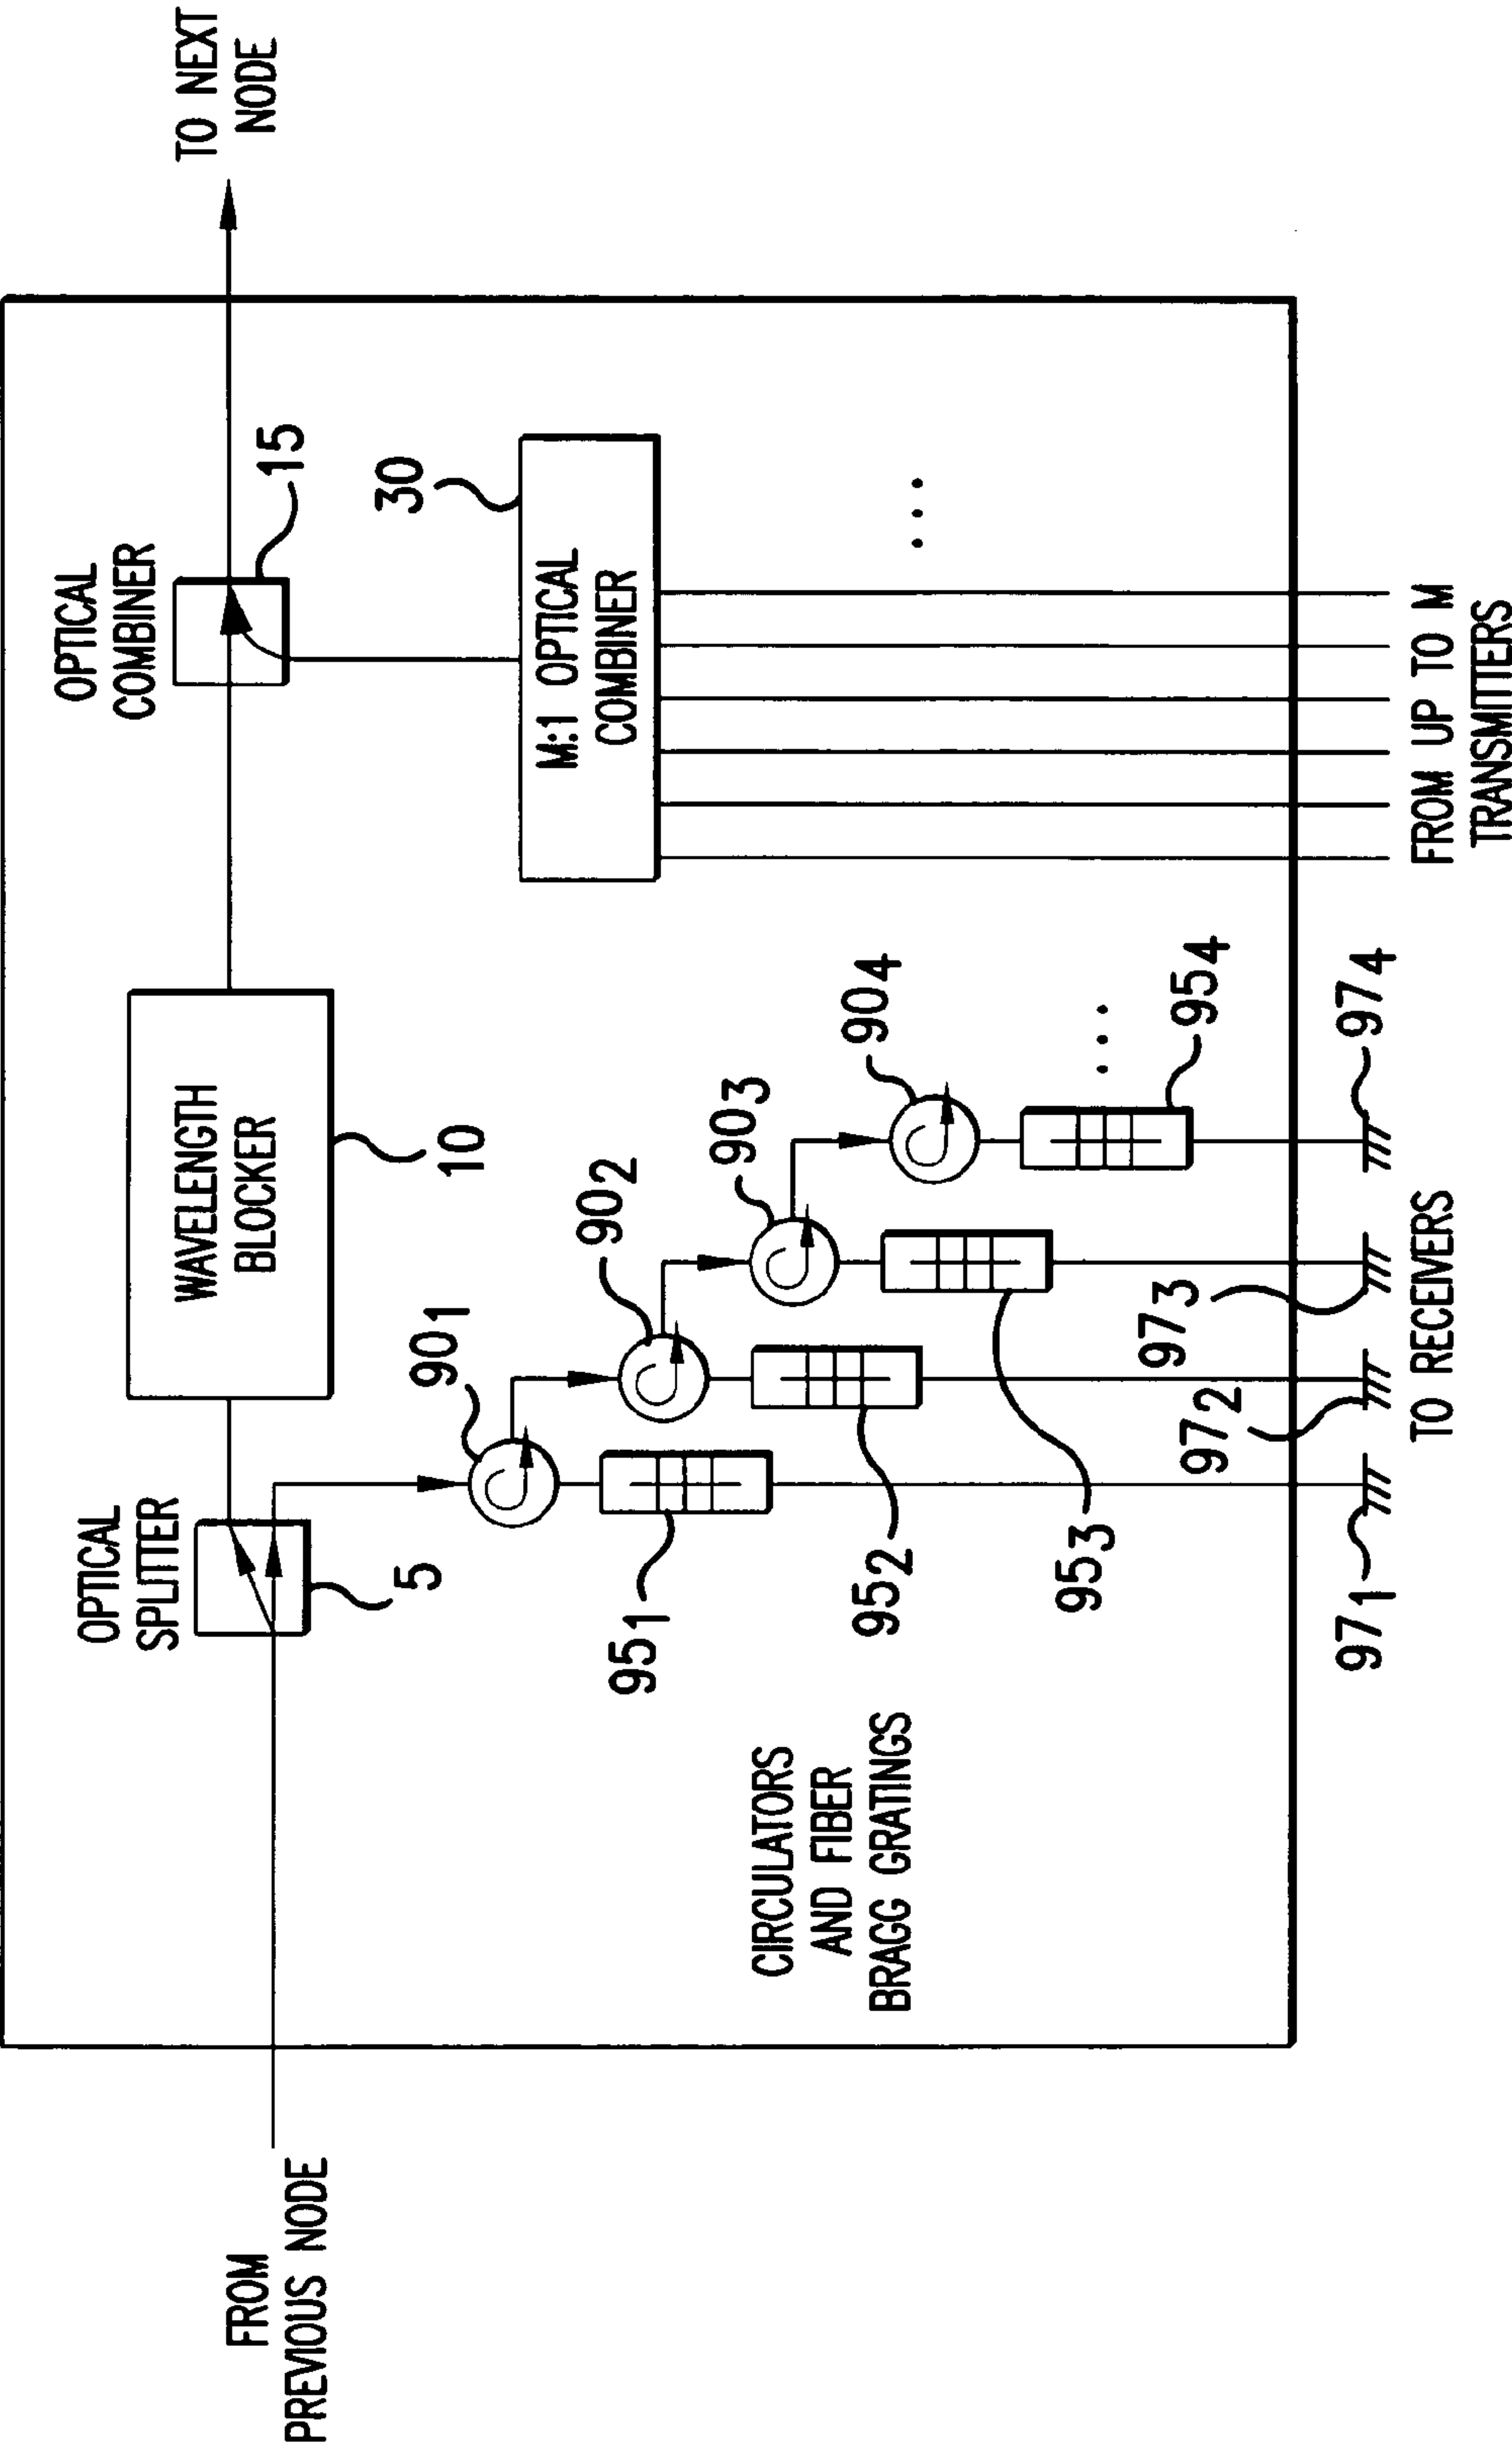 FROM
PREVIOUS NODE
OPTICAL
SPLITTER
5
WAVELENGTH
BLOCKER
10
OPTICAL
COMBINER
15
TO NEXT
NODE
30
M:1 OPTICAL
COMBINER
901
902
903
904
951
952
953
954
...
...
CIRCULATORS
AND FIBER
BRAGG GRATINGS
971
972
973
974
TO RECEIVERS
FROM UP TO M
TRANSMITTERS